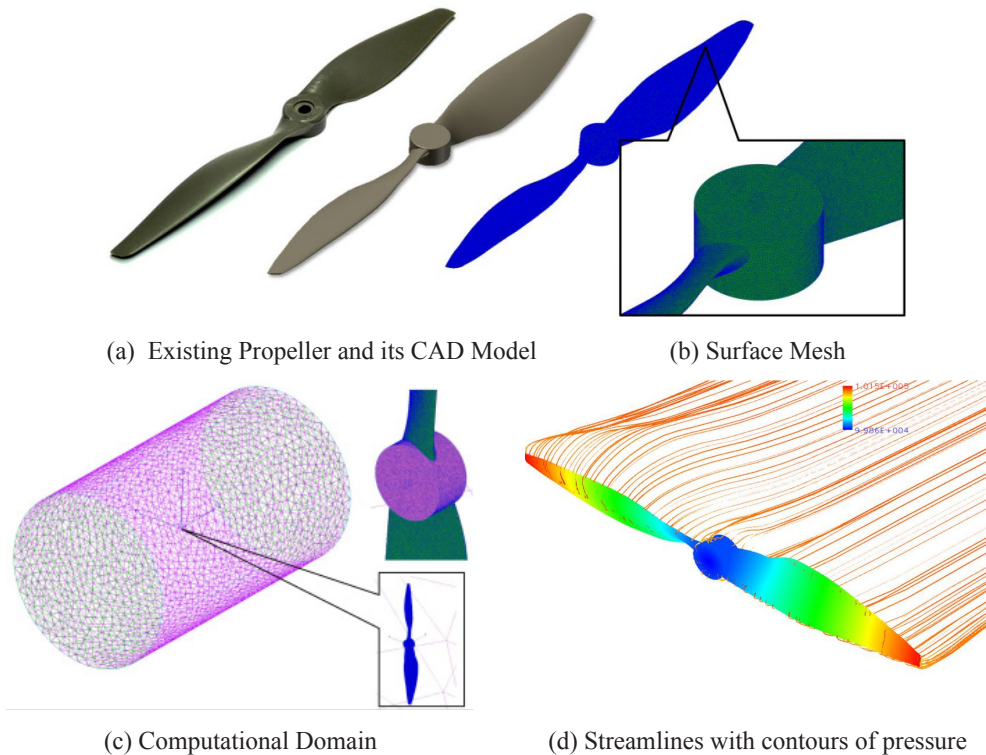 (a) Existing Propeller and its CAD Model
(b) Surface Mesh
1.015E+005
9.986E+004
(c) Computational Domain
(d) Streamlines with contours of pressure